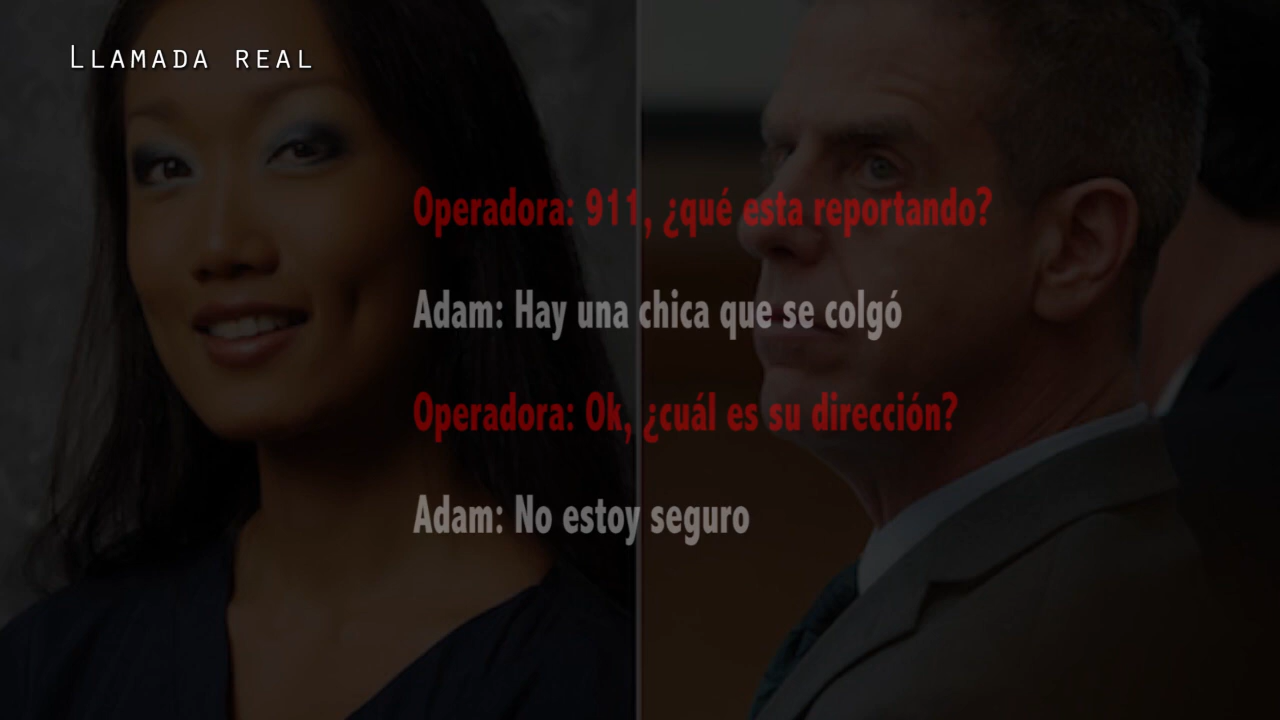 LLAMADA REAL
Operadora: 911, ¿qué esta reportando?
Adam: Hay una chica que se colgó
Operadora: Ok, ¿cuál es su dirección?
Adam: No estoy seguro